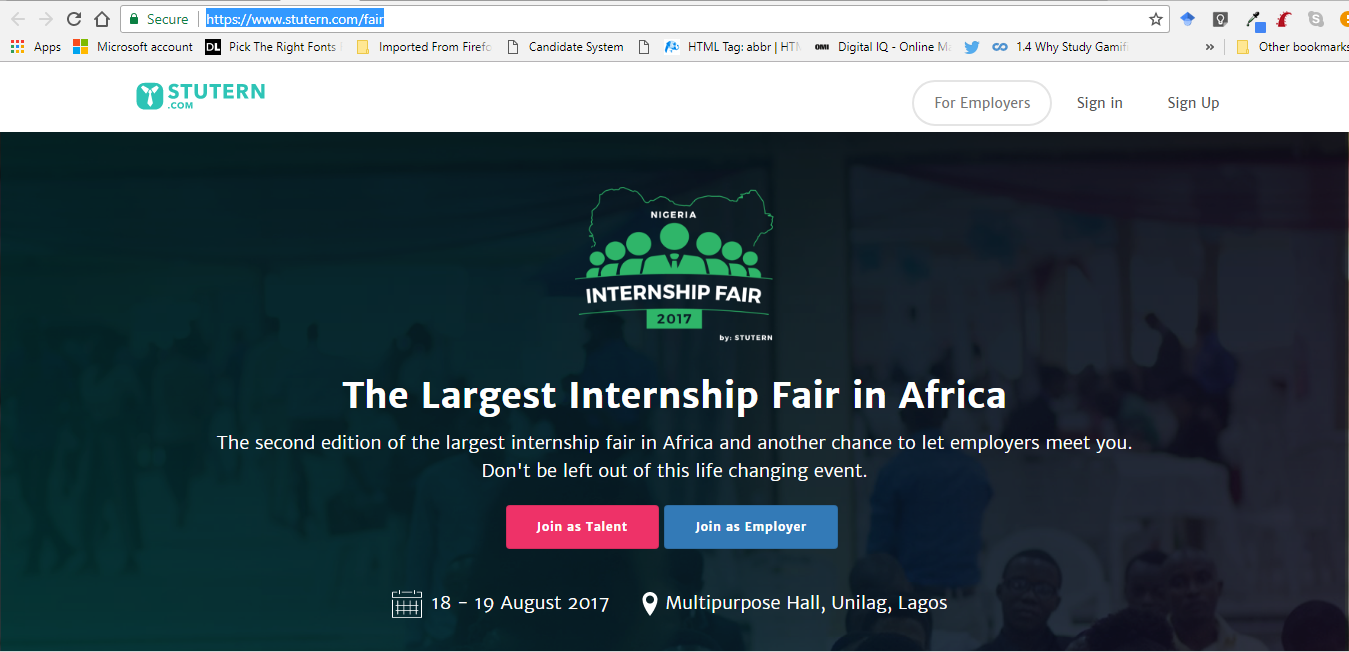 Secure https://www.stutern.com/fair
Apps Microsoft account DL Pick The Right Fonts Imported From Firefo Candidate System HTML Tag: abbr | HTN OMI Digital IQ - Online Ma 1.4 Why Study Gamifi » Other bookmarks
STUTERN
.COM
For Employers Sign in Sign Up
NIGERIA
INTERNSHIP FAIR
2017
by: STUTERN
The Largest Internship Fair in Africa
The second edition of the largest internship fair in Africa and another chance to let employers meet you.
Don't be left out of this life changing event.
Join as Talent Join as Employer
18 - 19 August 2017 Multipurpose Hall, Unilag, Lagos